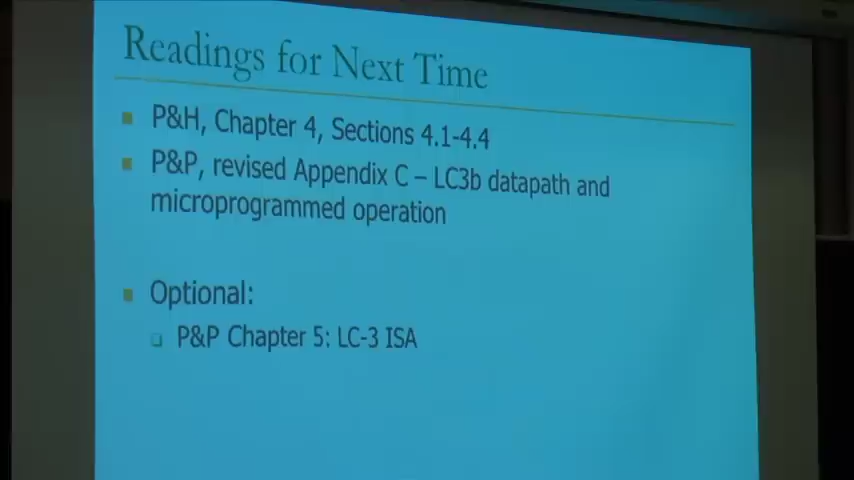 Readings for Next Time
P&H, Chapter 4, Sections 4.1-4.4
P&P, revised Appendix C – LC3b datapath and
microprogrammed operation
Optional:
P&P Chapter 5: LC-3 ISA